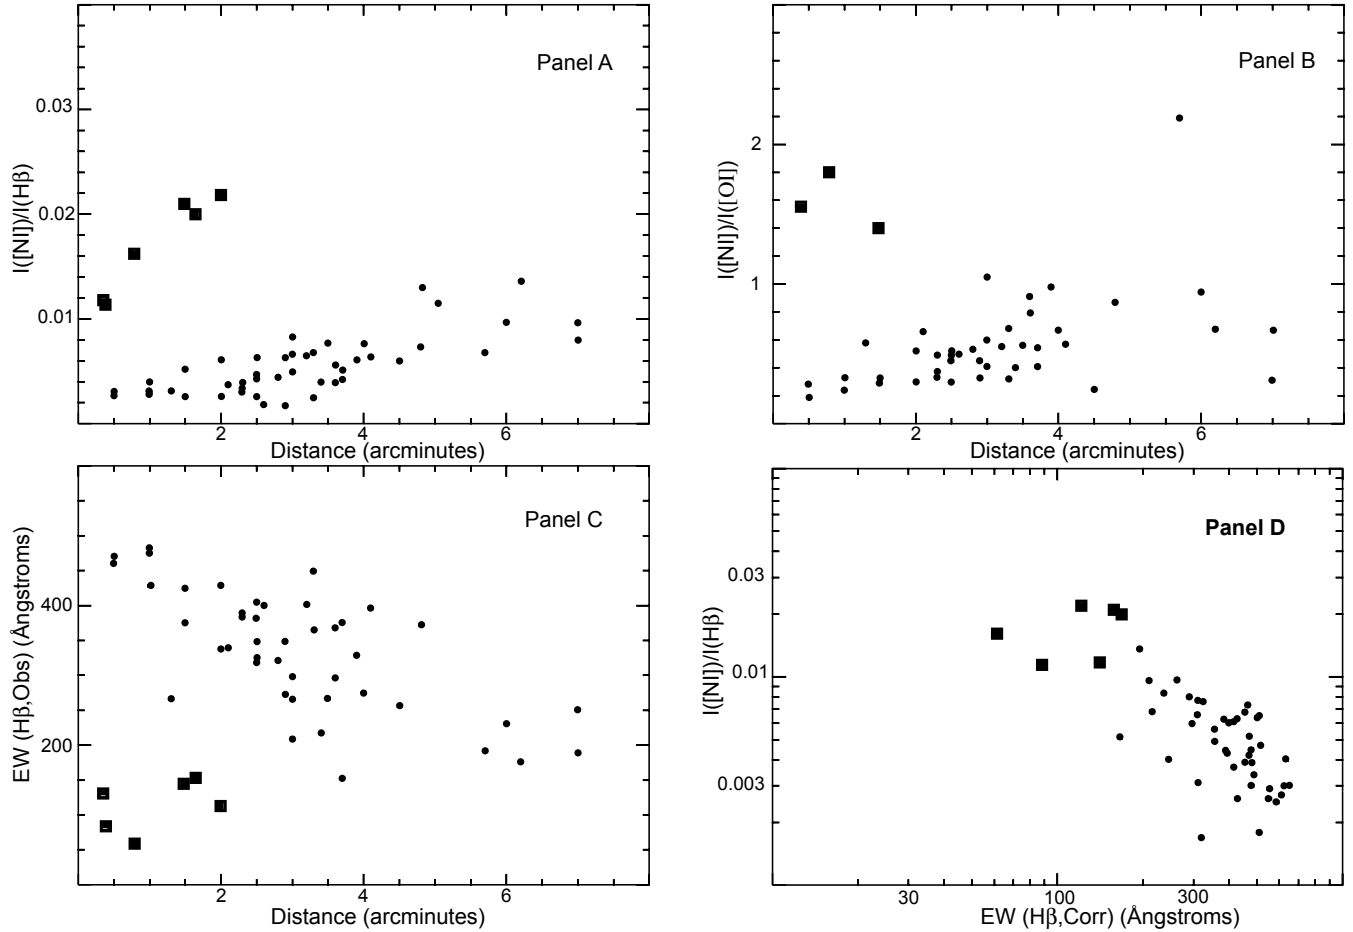 Panel A
0.03
0.02
0.01
I([NI])/I(Hβ)
2 4 6
Distance (arcminutes)
Panel B
2
1
I([NI])/I([OI])
2 4 6
Distance (arcminutes)
Panel C
400
200
EW (Hβ,Obs) (Ångstroms)
2 4 6
Distance (arcminutes)
Panel D
0.03
0.01
0.003
I([NI])/I(Hβ)
30 100 300
EW (Hβ,Corr) (Ångstroms)